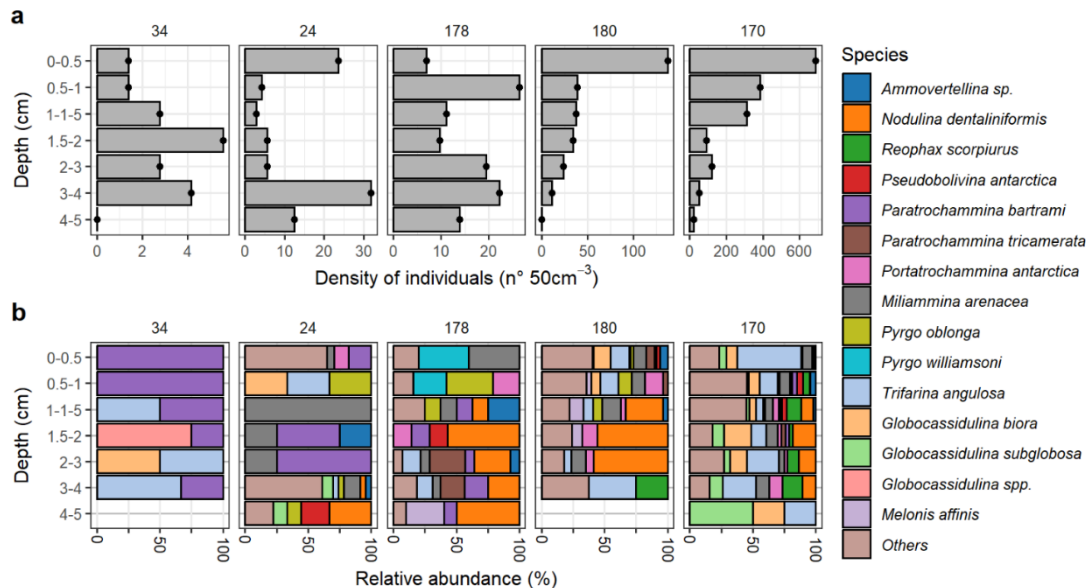 a
34 24 178 180 170
Depth (cm)
0-0.5
0.5-1
1-1-5
1.5-2
2-3
3-4
4-5
0 2 4 0 10 20 30 0 10 20 0 50 100 0 200 400 600
Density of individuals (n° 50cm⁻³)
b
34 24 178 180 170
Depth (cm)
0-0.5
0.5-1
1-1-5
1.5-2
2-3
3-4
4-5
0 50 100 0 50 100 0 50 100 0 50 100 0 50 100
Relative abundance (%)
Species
Ammovertellina sp.
Nodulina dentaliniformis
Reophax scorpiurus
Pseudobolivina antarctica
Paratrochammina bartrami
Paratrochammina tricamerata
Portatrochammina antarctica
Miliammina arenacea
Pyrgo oblonga
Pyrgo williamsoni
Trifarina angulosa
Globocassidulina biora
Globocassidulina subglobosa
Globocassidulina spp.
Melonis affinis
Others